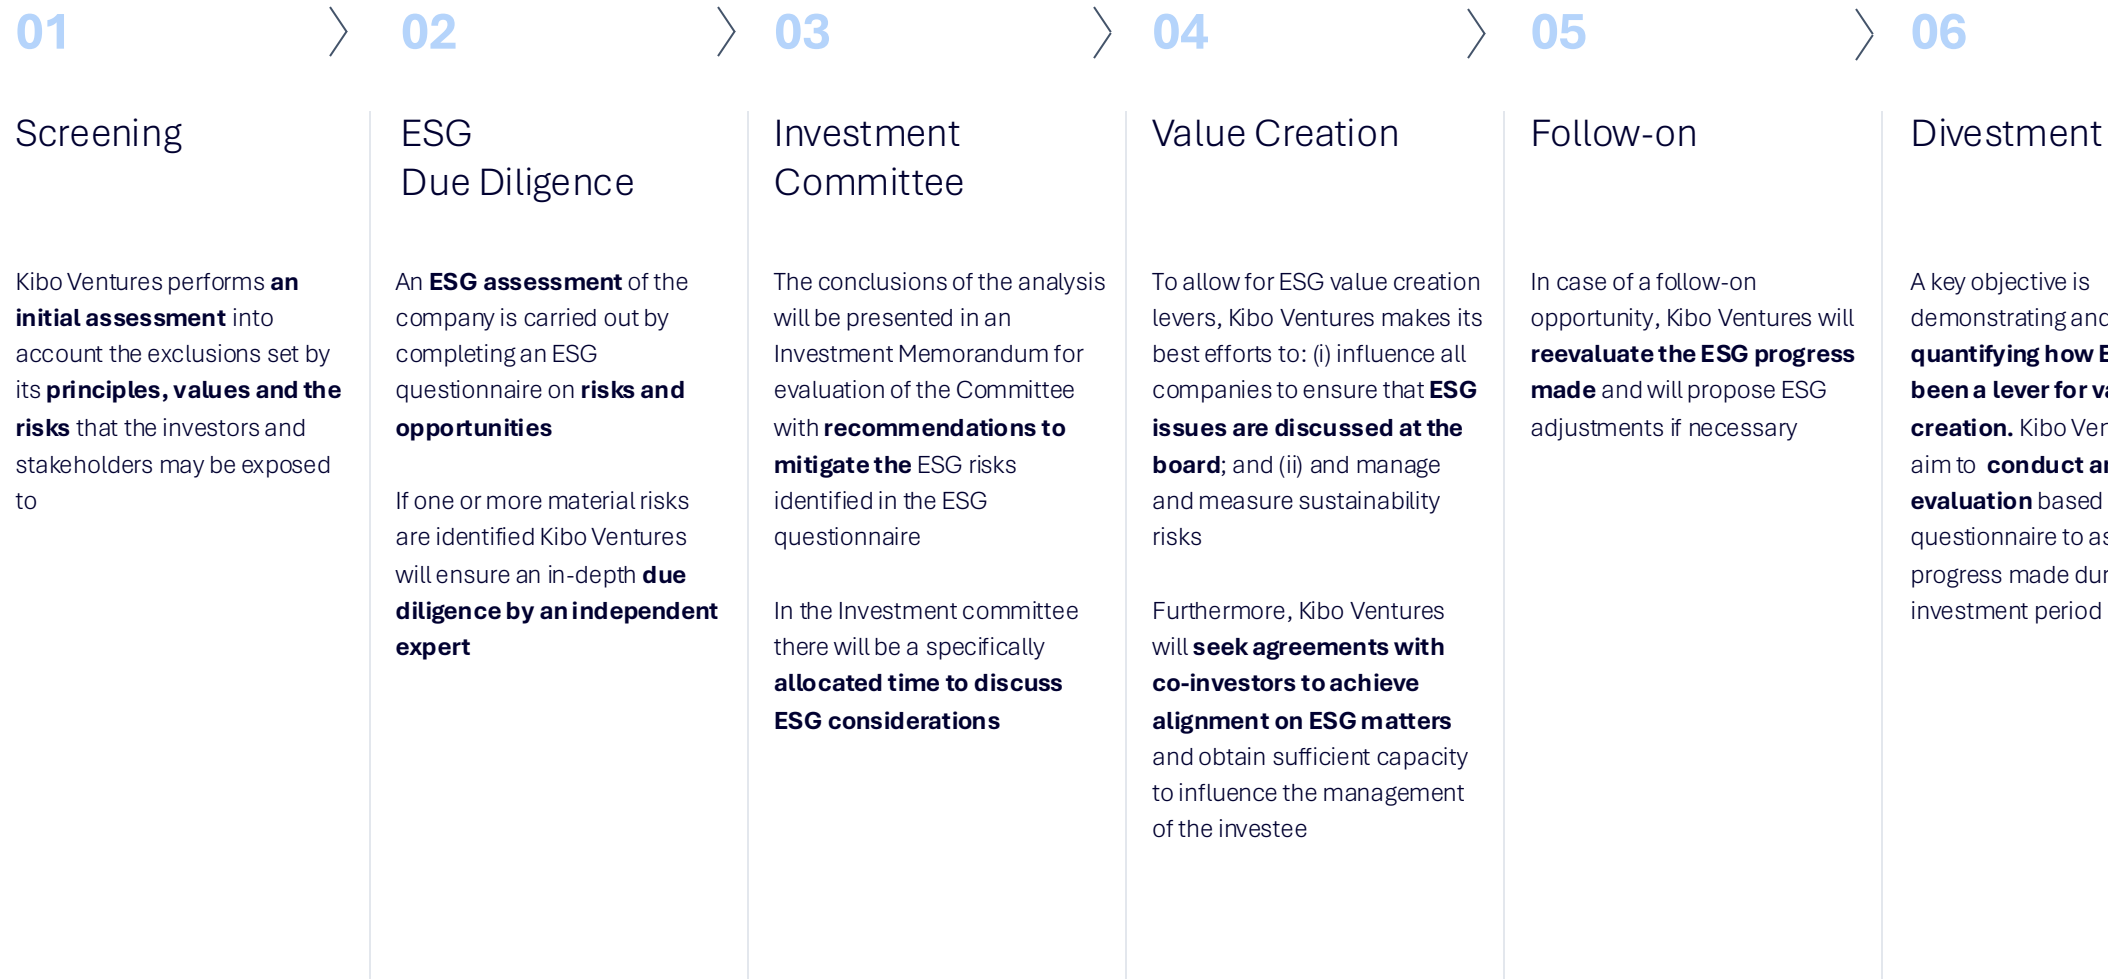 01
Screening
Kibo Ventures performs an
initial assessment into
account the exclusions set by
its principles, values and the
risks that the investors and
stakeholders may be exposed
to
02
ESG
Due Diligence
An ESG assessment of the
company is carried out by
completing an ESG
questionnaire on risks and
opportunities
If one or more material risks
are identified Kibo Ventures
will ensure an in-depth due
diligence by an independent
expert
03
Investment
Committee
The conclusions of the analysis
will be presented in an
Investment Memorandum for
evaluation of the Committee
with recommendations to
mitigate the ESG risks
identified in the ESG
questionnaire
In the Investment committee
there will be a specifically
allocated time to discuss
ESG considerations
04
Value Creation
To allow for ESG value creation
levers, Kibo Ventures makes its
best efforts to: (i) influence all
companies to ensure that ESG
issues are discussed at the
board; and (ii) and manage
and measure sustainability
risks
Furthermore, Kibo Ventures
will seek agreements with
co-investors to achieve
alignment on ESG matters
and obtain sufficient capacity
to influence the management
of the investee
05
Follow-on
In case of a follow-on
opportunity, Kibo Ventures will
reevaluate the ESG progress
made and will propose ESG
adjustments if necessary
06
Divestment
A key objective is
demonstrating and
quantifying how
been a lever for
creation. Kibo
aim to conduct
evaluation based
questionnaire to
progress made
investment period